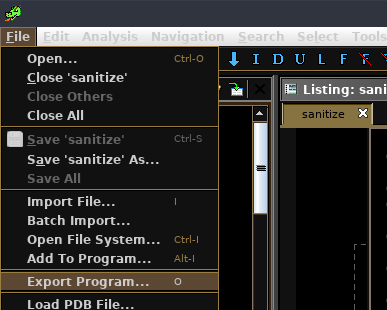 File Edit Analysis Navigation Search Select Tools
Open... Ctrl-O
Close 'sanitize'
Close Others
Close All
Save 'sanitize' Ctrl-S
Save 'sanitize' As...
Save All
Import File... I
Batch Import...
Open File System... Ctrl-I
Add To Program... Alt-I
Export Program... O
Load PDB File...
I D U L F F
Listing: sani
sanitize